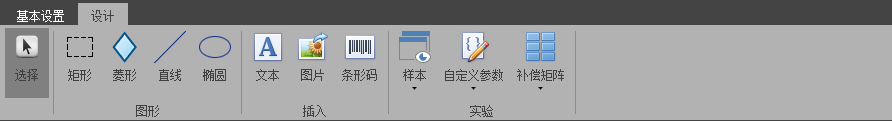 基本设置 设计
选择 矩形 菱形 直线 椭圆 文本 图片 条形码 样本 自定义参数 补偿矩阵
图形 插入 实验